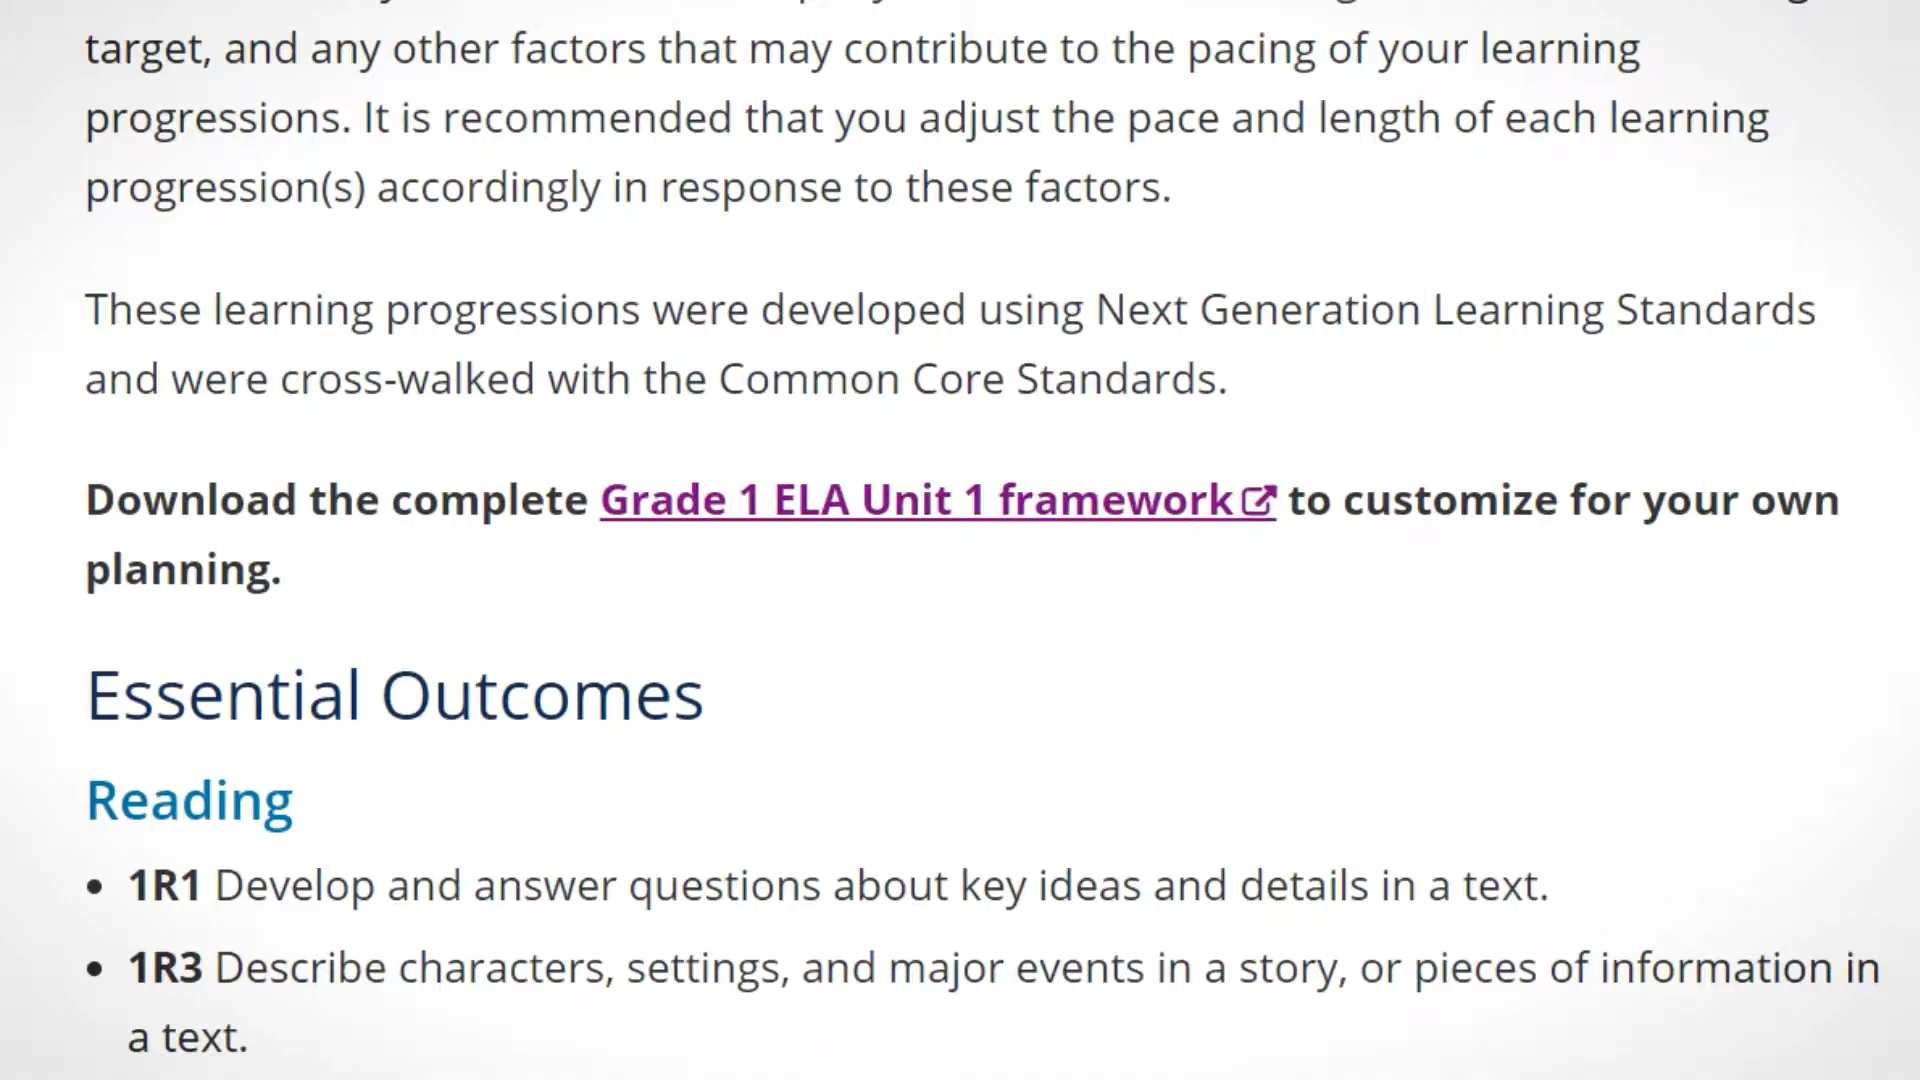 target, and any other factors that may contribute to the pacing of your learning
progressions. It is recommended that you adjust the pace and length of each learning
progression(s) accordingly in response to these factors.
These learning progressions were developed using Next Generation Learning Standards
and were cross-walked with the Common Core Standards.
Download the complete Grade 1 ELA Unit 1 framework to customize for your own
planning.
Essential Outcomes
Reading
• 1R1 Develop and answer questions about key ideas and details in a text.
• 1R3 Describe characters, settings, and major events in a story, or pieces of information in
a text.